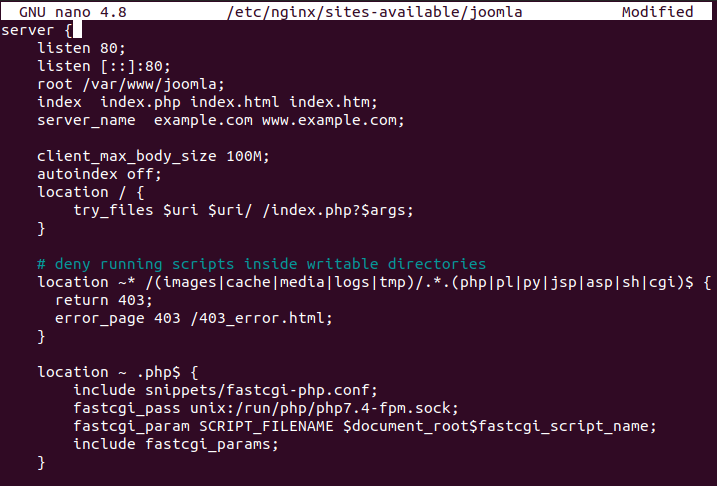 GNU nano 4.8 /etc/nginx/sites-available/joomla Modified
server {
    listen 80;
    listen [::]:80;
    root /var/www/joomla;
    index  index.php index.html index.htm;
    server_name  example.com www.example.com;

    client_max_body_size 100M;
    autoindex off;
    location / {
        try_files $uri $uri/ /index.php?$args;
    }

    # deny running scripts inside writable directories
    location ~* /(images|cache|media|logs|tmp)/.*.(php|pl|py|jsp|asp|sh|cgi)$ {
      return 403;
      error_page 403 /403_error.html;
    }

    location ~ .php$ {
        include snippets/fastcgi-php.conf;
        fastcgi_pass unix:/run/php/php7.4-fpm.sock;
        fastcgi_param SCRIPT_FILENAME $document_root$fastcgi_script_name;
        include fastcgi_params;
    }